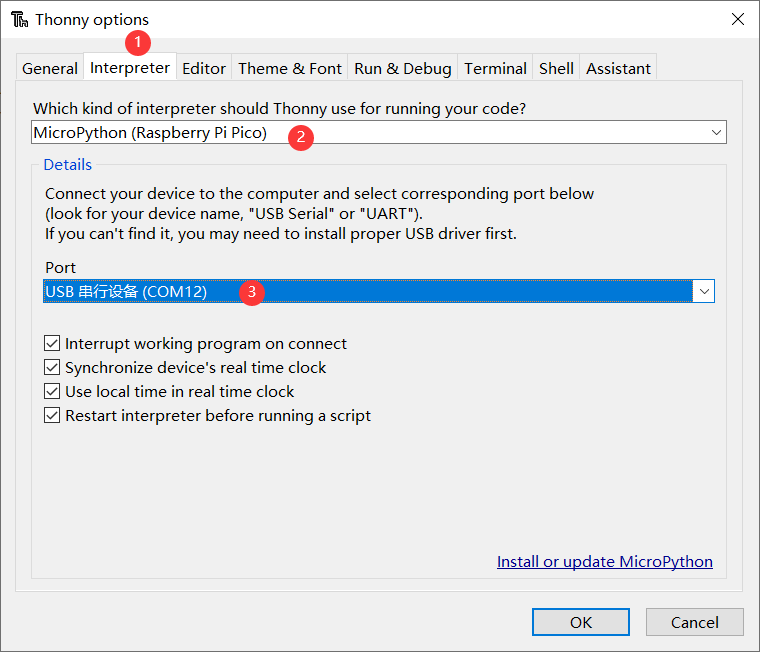 Thonny options
1
General Interpreter Editor Theme & Font Run & Debug Terminal Shell Assistant
Which kind of interpreter should Thonny use for running your code?
MicroPython (Raspberry Pi Pico) 2
Details
Connect your device to the computer and select corresponding port below
(look for your device name, "USB Serial" or "UART").
If you can't find it, you may need to install proper USB driver first.
Port
USB 串行设备 (COM12) 3
Interrupt working program on connect
Synchronize device's real time clock
Use local time in real time clock
Restart interpreter before running a script
Install or update MicroPython
OK Cancel